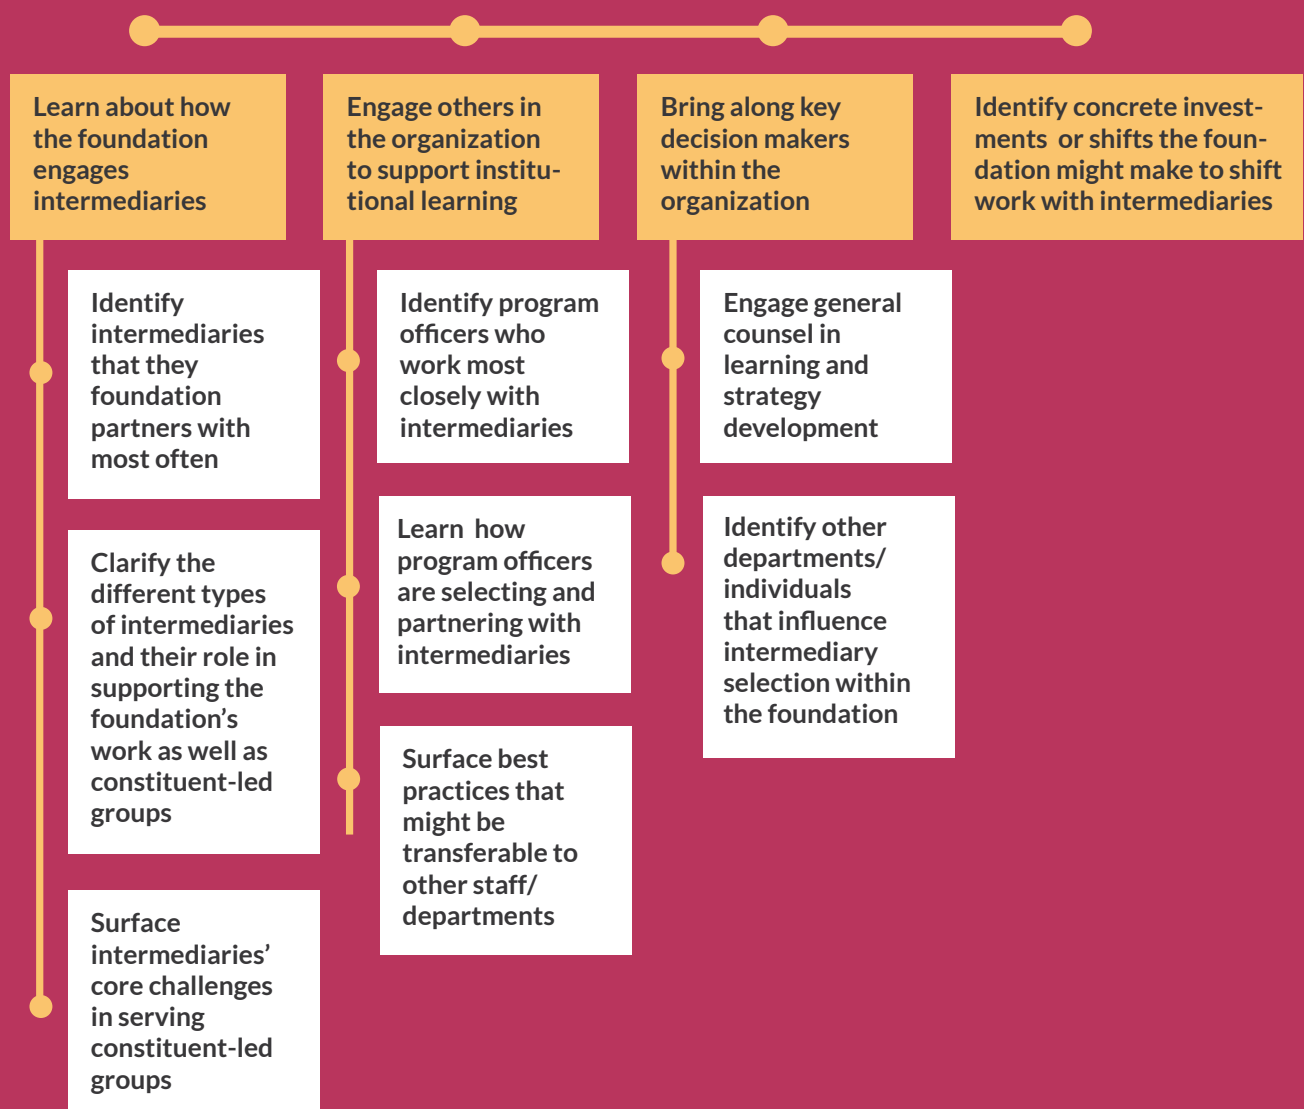 Learn about how
the foundation
engages
intermediaries
Identify
intermediaries
that they
foundation
partners with
most often
Clarify the
different types
of intermediaries
and their role in
supporting the
foundation’s
work as well as
constituent-led
groups
Surface
intermediaries’
core challenges
in serving
constituent-led
groups
Engage others in
the organization
to support institu-
tional learning
Identify program
officers who
work most
closely with
intermediaries
Learn  how
program officers
are selecting and
partnering with
intermediaries
Surface best
practices that
might be
transferable to
other staff/
departments
Bring along key
decision makers
within the
organization
Engage general
counsel in
learning and
strategy
development
Identify other
departments/
individuals
that influence
intermediary
selection within
the foundation
Identify concrete invest-
ments  or shifts the foun-
dation might make to shift
work with intermediaries